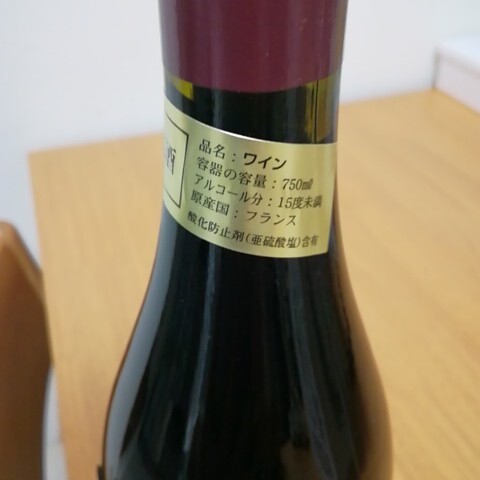 酒
品名：ワイン
容器の容量：750㎖
アルコール分：15度未満
原産国：フランス
酸化防止剤(亜硫酸塩)含有